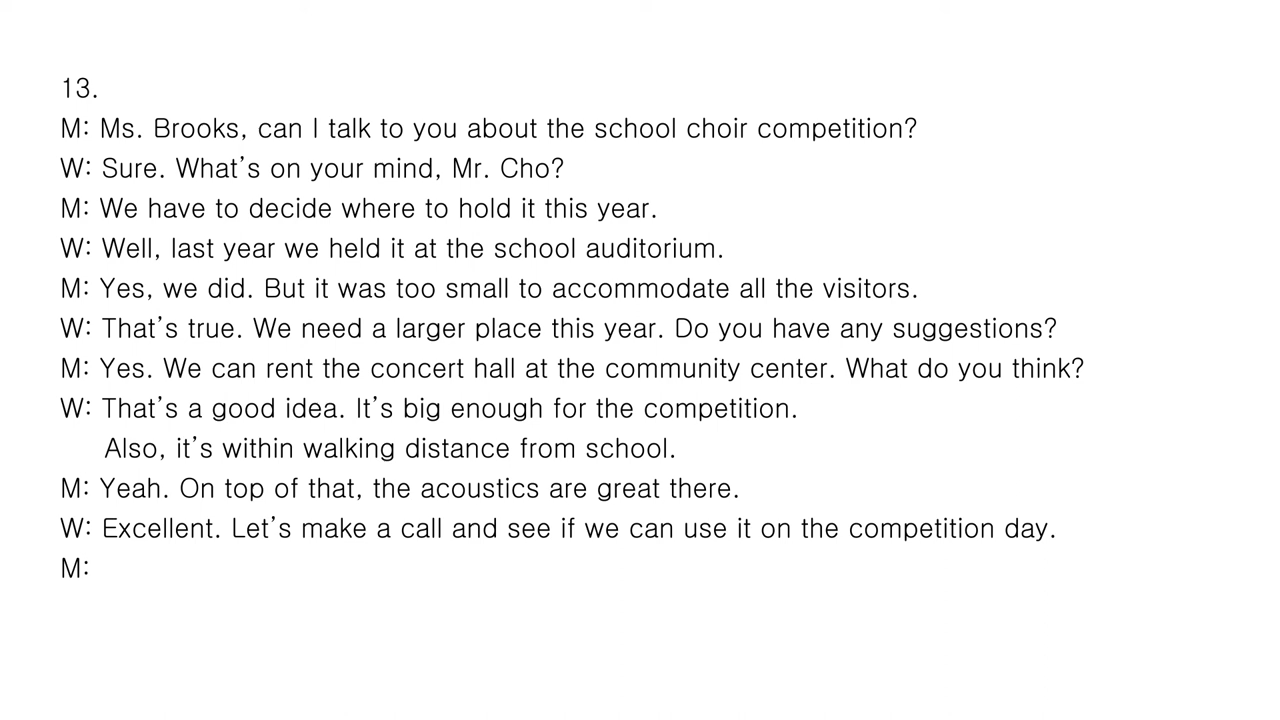 13.
M: Ms. Brooks, can I talk to you about the school choir competition?
W: Sure. What's on your mind, Mr. Cho?
M: We have to decide where to hold it this year.
W: Well, last year we held it at the school auditorium.
M: Yes, we did. But it was too small to accommodate all the visitors.
W: That's true. We need a larger place this year. Do you have any suggestions?
M: Yes. We can rent the concert hall at the community center. What do you think?
W: That's a good idea. It's big enough for the competition.
Also, it's within walking distance from school.
M: Yeah. On top of that, the acoustics are great there.
W: Excellent. Let's make a call and see if we can use it on the competition day.
M: